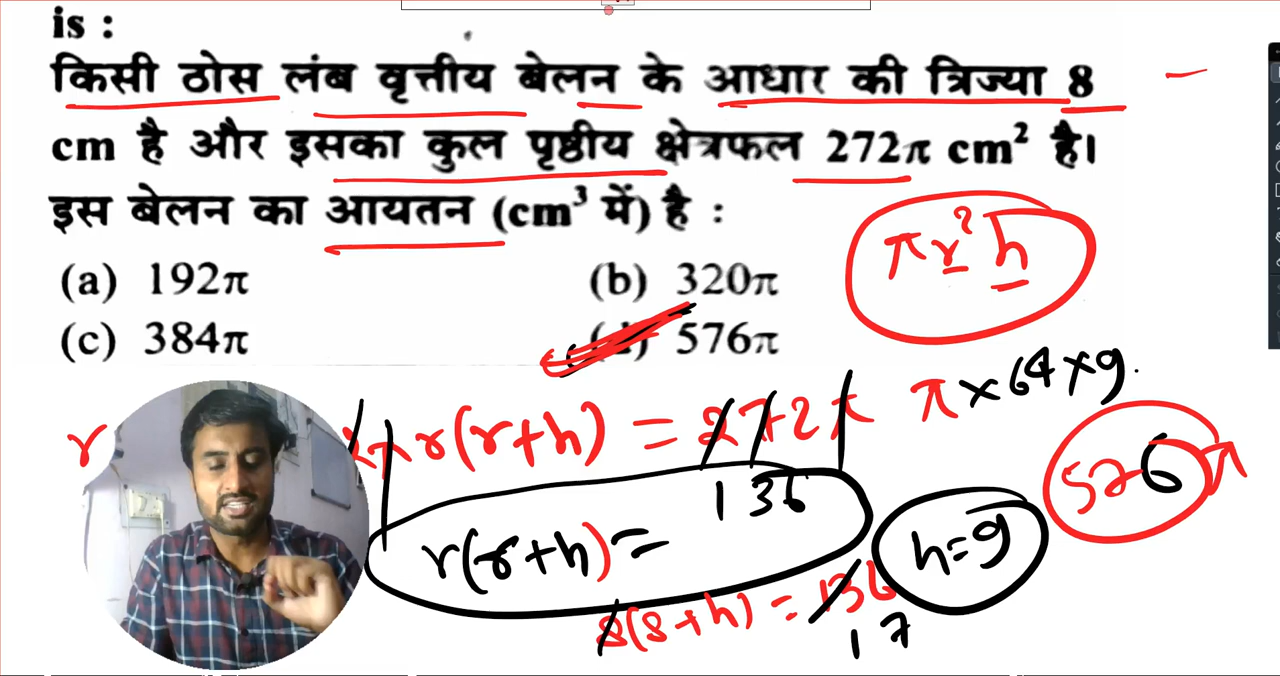 is :
किसी ठोस लंब वृत्तीय बेलन के आधार की त्रिज्या 8
cm है और इसका कुल पृष्ठीय क्षेत्रफल 272π cm² है।
इस बेलन का आयतन (cm³ में) है :
πr²h
(a) 192π (b) 320π
(c) 384π (d) 576π
π×64×9
r
2πr(r+h) = 272π
136
576π
r(r+h)=
h=9
8(8+h) = 136
17